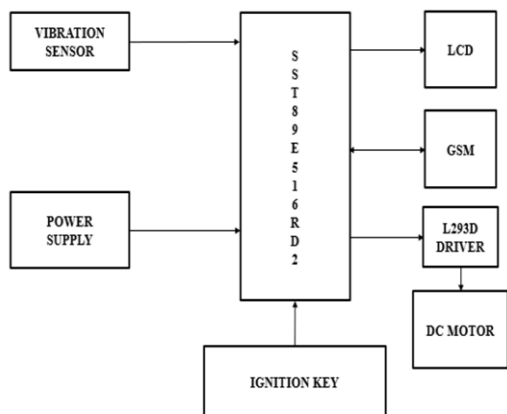 VIBRATION
SENSOR
POWER
SUPPLY
S
S
T
8
9
E
5
1
6
R
D
2
LCD
GSM
L293D
DRIVER
DC MOTOR
IGNITION KEY